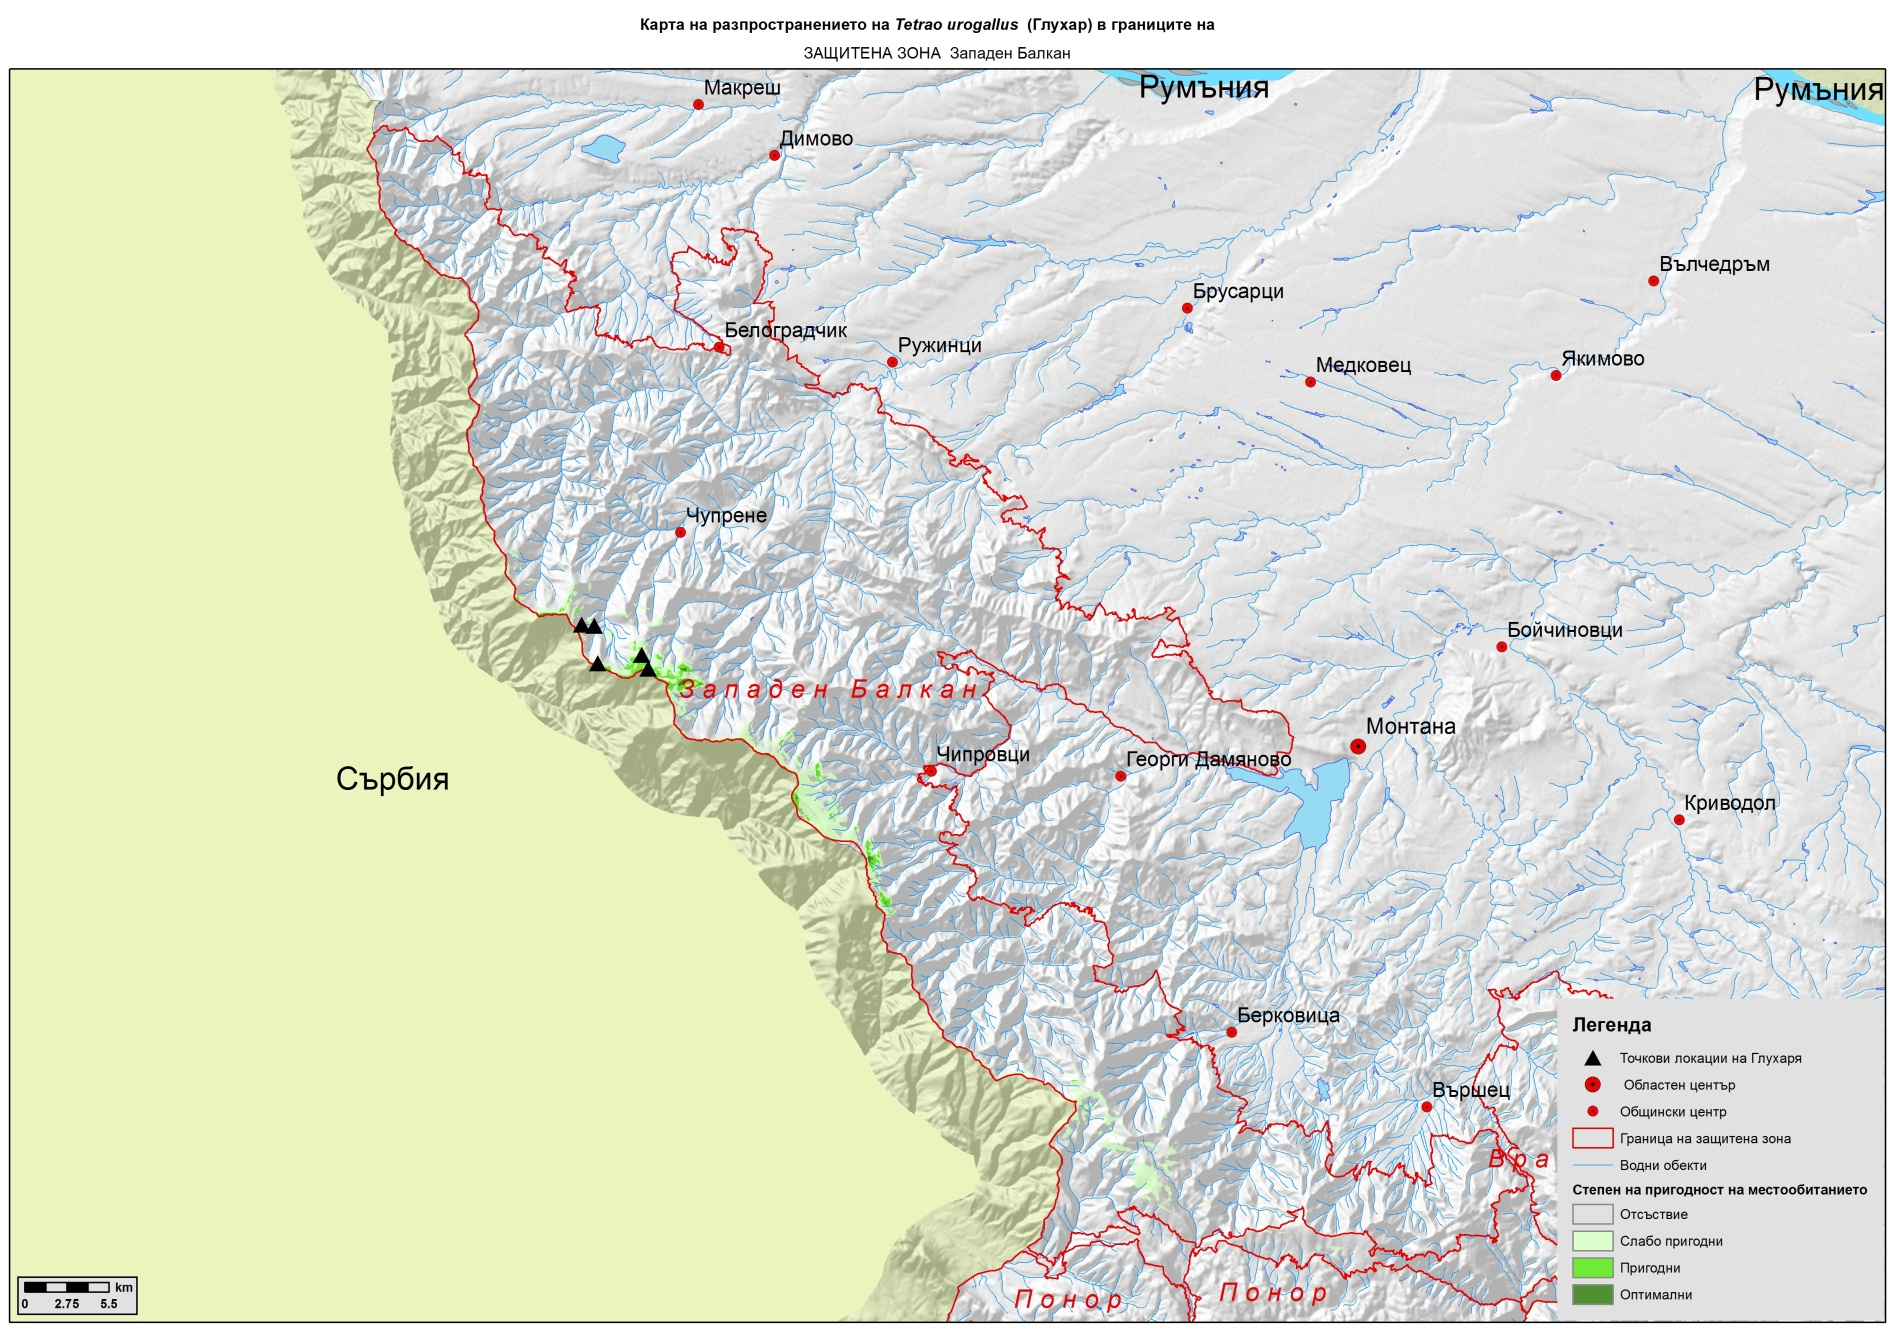 Карта на разпространението на Tetrao urogallus (Глухар) в границите на
ЗАЩИТЕНА ЗОНА Западен Балкан
Румъния
Румъния
Макреш
Димово
Вълчедръм
Брусарци
Белоградчик
Ружинци
Медковец
Якимово
Чупрене
Бойчиновци
Западен Балкан
Монтана
Чипровци
Георги Дамяново
Сърбия
Криводол
Берковица
Вършец
Вра
Понор
Понор
Легенда
Точкови локации на Глухаря
Областен център
Общински центр
Граница на защитена зона
Водни обекти
Степен на пригодност на местообитанието
Отсъствие
Слабо пригодни
Пригодни
Оптимални
km
0 2.75 5.5